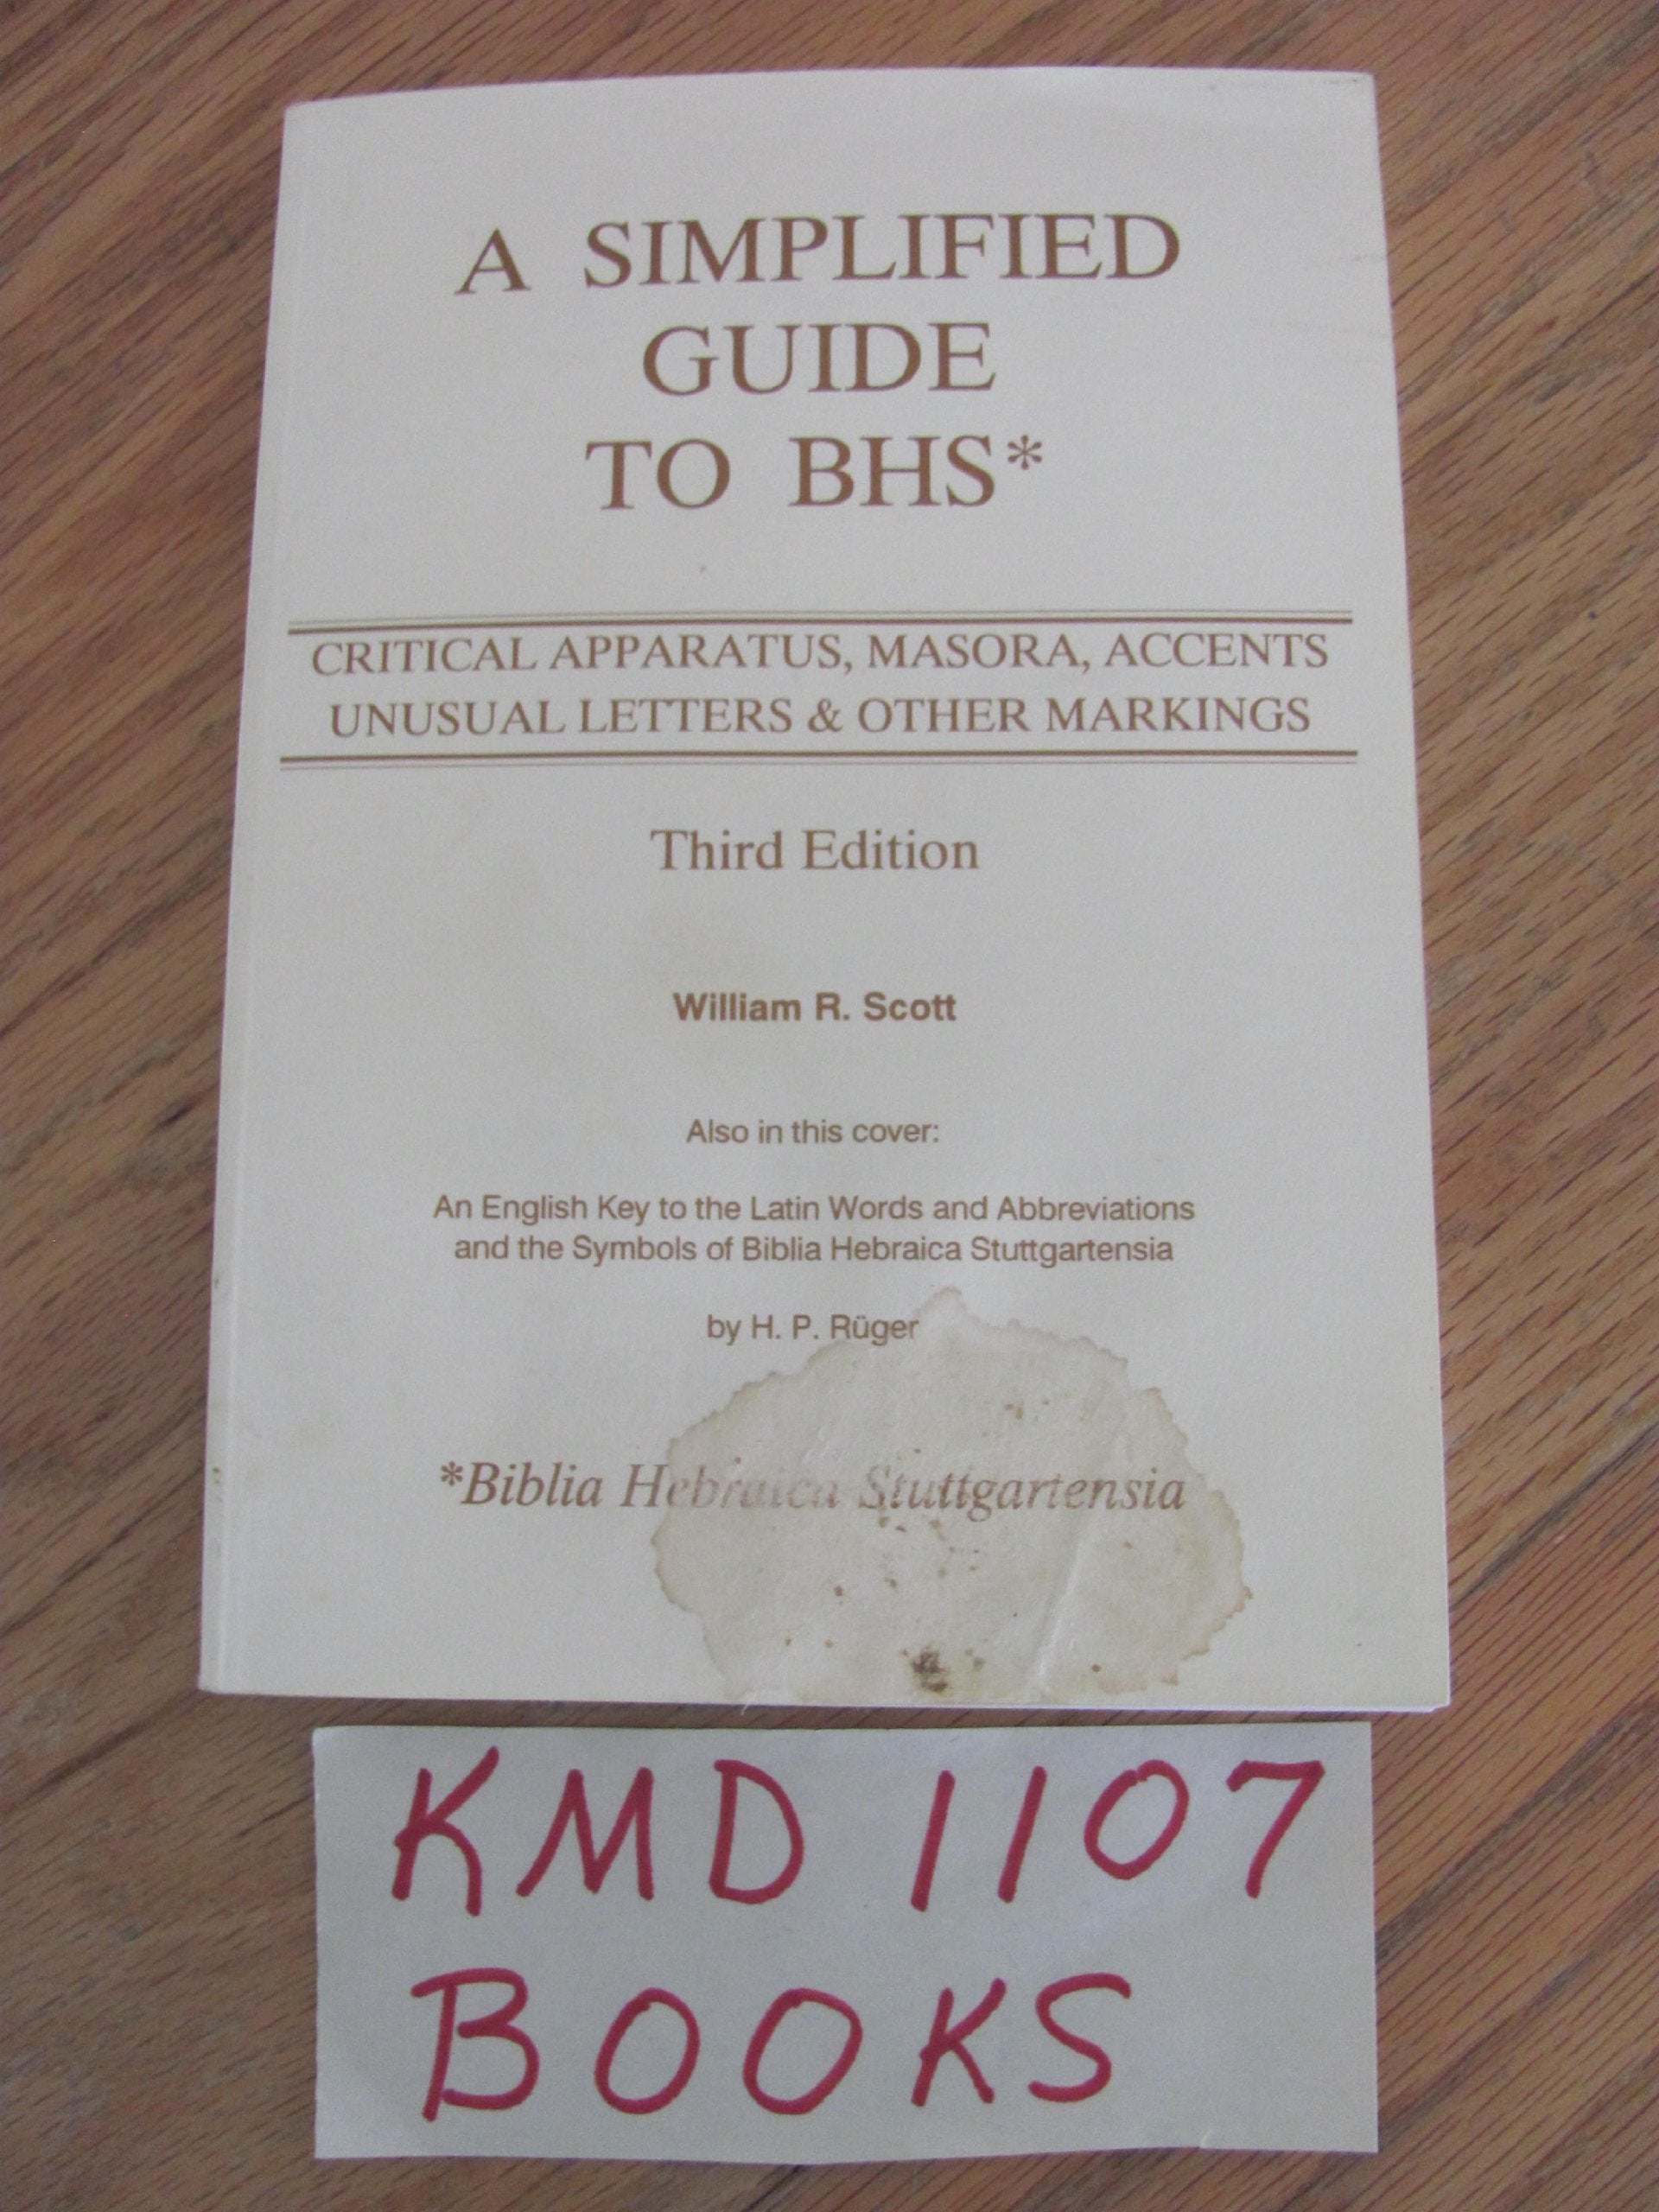 A SIMPLIFIED
GUIDE
TO BHS*
CRITICAL APPARATUS, MASORA, ACCENTS
UNUSUAL LETTERS & OTHER MARKINGS
Third Edition
William R. Scott
Also in this cover:
An English Key to the Latin Words and Abbreviations
and the Symbols of Biblia Hebraica Stuttgartensia
by H. P. Rüger
*Biblia Hebraica Stuttgartensia
KMD 1107
BOOKS